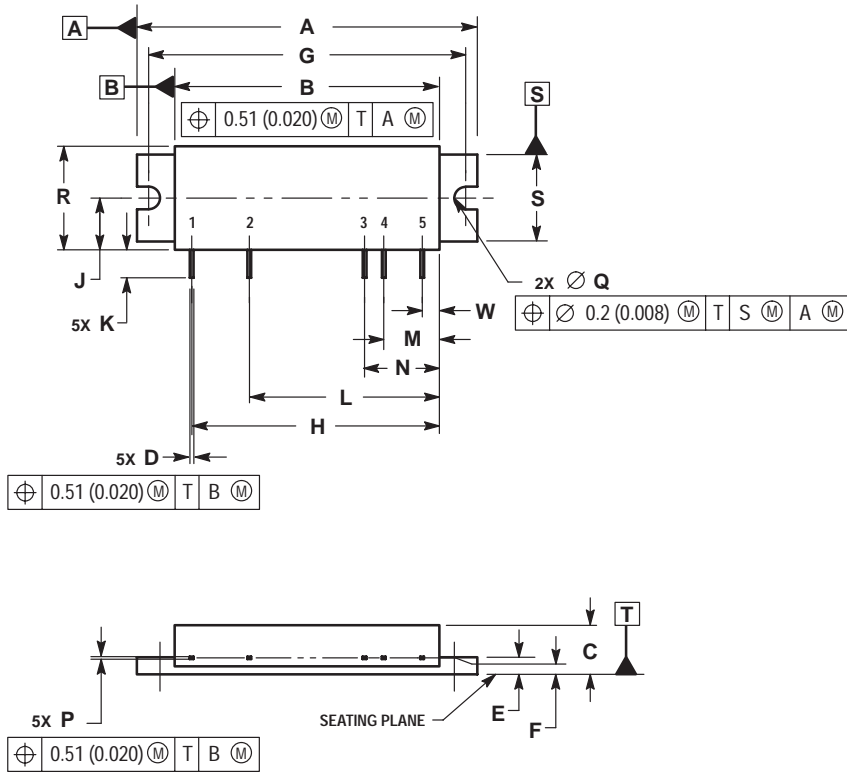 A
A
G
B
B
⌖ 0.51 (0.020) Ⓜ T A Ⓜ
S
R
S
1 2 3 4 5
J
5X K
2X ∅ Q
⌖ ∅ 0.2 (0.008) Ⓜ T S Ⓜ A Ⓜ
W
M
N
L
H
5X D
⌖ 0.51 (0.020) Ⓜ T B Ⓜ
T
C
E
F
5X P
SEATING PLANE
⌖ 0.51 (0.020) Ⓜ T B Ⓜ